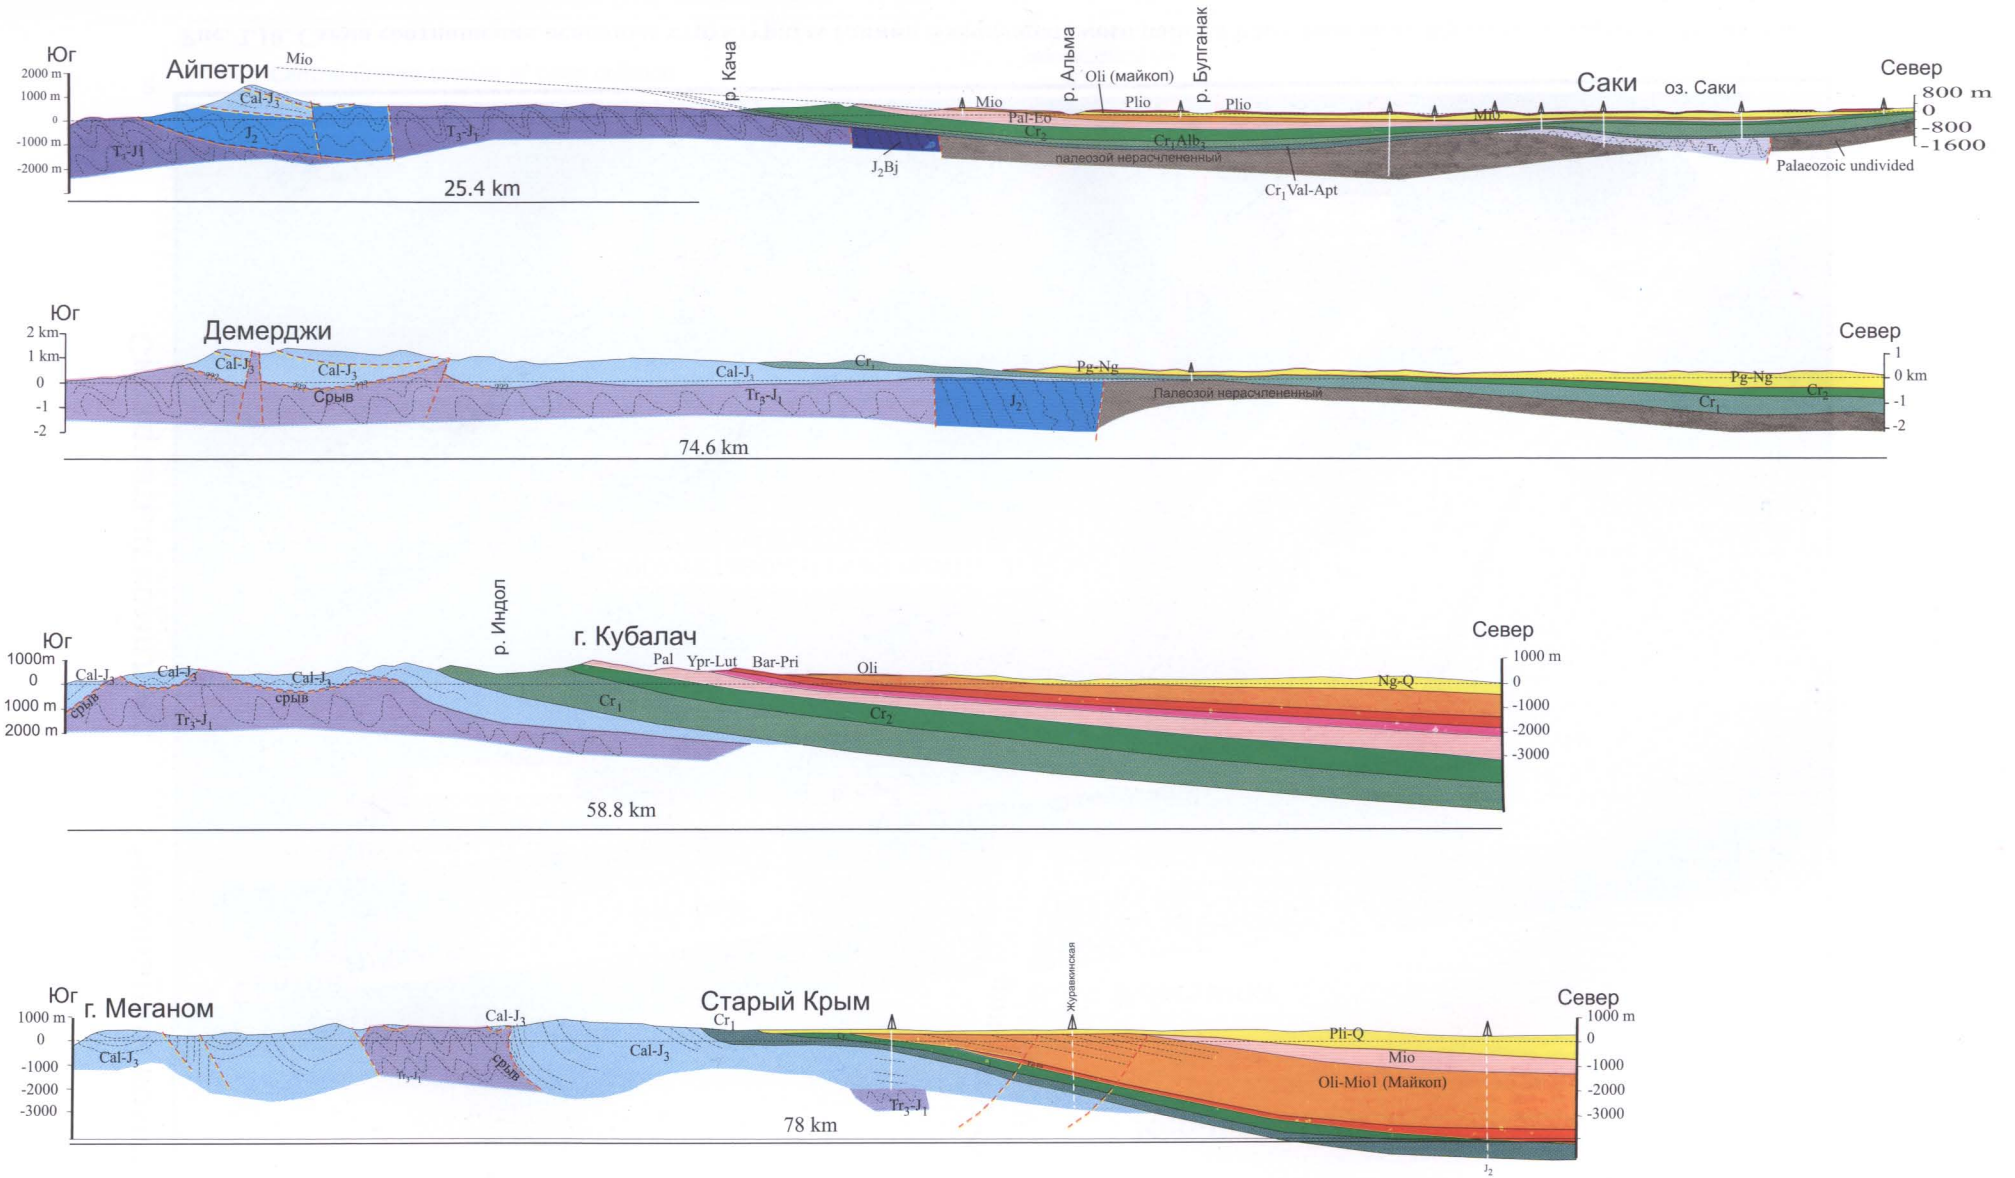 Юг
Айпетри
Mio
р. Кача
р. Альма
Oli (майкоп)
р. Булганак
Саки
оз. Саки
Север
2000 m
1000 m
0
-1000 m
-2000 m
800 m
0
-800
-1600
Cal-J3
J2
T3-J1
T3-J1
Mio
Plio
Plio
Mio
Pal-Eo
Cr2
Cr1Alb3
палеозой нерасчлененный
J2Bj
Cr1Val-Apt
Palaeozoic undivided
25.4 km
Юг
Демерджи
Север
2 km
1 km
0
-1
-2
1
0 km
-1
-2
Cal-J3
Cal-J3
???
???
???
Срыв
Cal-J3
Cr1
Tr3-J1
J2
Pg-Ng
Палеозой нерасчлененный
Pg-Ng
Cr2
Cr1
74.6 km
р. Индол
Юг
г. Кубалач
Север
1000m
0
1000 m
2000 m
1000 m
0
-1000
-2000
-3000
Cal-J3
Cal-J3
Cal-J3
срыв
срыв
Tr3-J1
Pal
Ypr-Lut
Bar-Pri
Oli
Ng-Q
Cr1
Cr2
58.8 km
Юг
г. Меганом
Старый Крым
Журавкинская
Север
1000 m
0
-1000
-2000
-3000
1000 m
0
-1000
-2000
-3000
Cal-J3
Cal-J3
Cal-J3
Tr3-J1
срыв
Cr1
Tr3-J1
Pli-Q
Mio
Oli-Mio1 (Майкоп)
J2
78 km